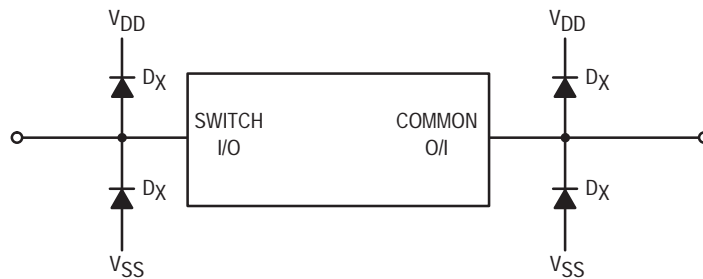 VDD VDD
DX DX
SWITCH COMMON
I/O O/I
DX DX
VSS VSS